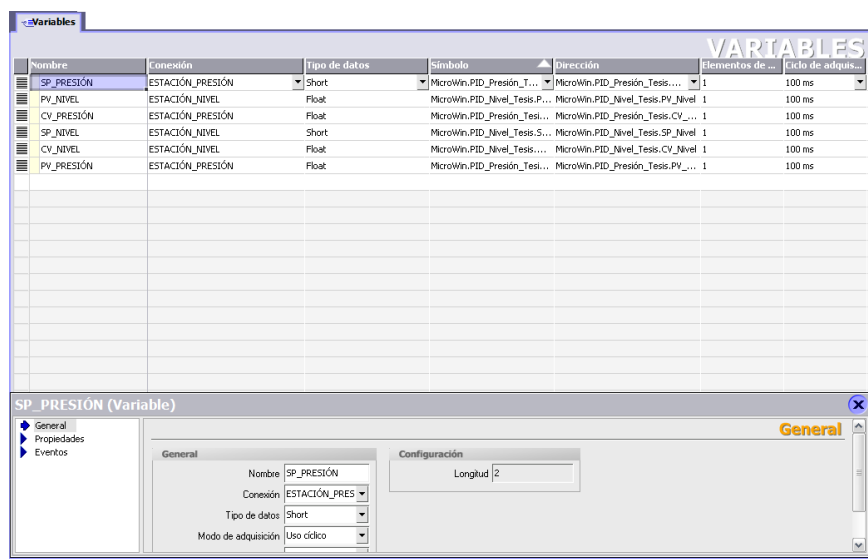 Variables
VARIABLES
Nombre Conexión Tipo de datos Símbolo Dirección Elementos de ... Ciclo de adquis...
SP_PRESIÓN ESTACIÓN_PRESIÓN Short MicroWin.PID_Presión_T... MicroWin.PID_Presión_Tesis.... 1 100 ms
PV_NIVEL ESTACIÓN_NIVEL Float MicroWin.PID_Nivel_Tesis.P... MicroWin.PID_Nivel_Tesis.PV_Nivel 1 100 ms
CV_PRESIÓN ESTACIÓN_PRESIÓN Float MicroWin.PID_Presión_Tesi... MicroWin.PID_Presión_Tesis.CV_... 1 100 ms
SP_NIVEL ESTACIÓN_NIVEL Short MicroWin.PID_Nivel_Tesis.S... MicroWin.PID_Nivel_Tesis.SP_Nivel 1 100 ms
CV_NIVEL ESTACIÓN_NIVEL Float MicroWin.PID_Nivel_Tesis.... MicroWin.PID_Nivel_Tesis.CV_Nivel 1 100 ms
PV_PRESIÓN ESTACIÓN_PRESIÓN Float MicroWin.PID_Presión_Tesi... MicroWin.PID_Presión_Tesis.PV_... 1 100 ms
SP_PRESIÓN (Variable)
General
Propiedades
Eventos
General
General Configuración
Nombre SP_PRESIÓN Longitud 2
Conexión ESTACIÓN_PRES
Tipo de datos Short
Modo de adquisición Uso cíclico